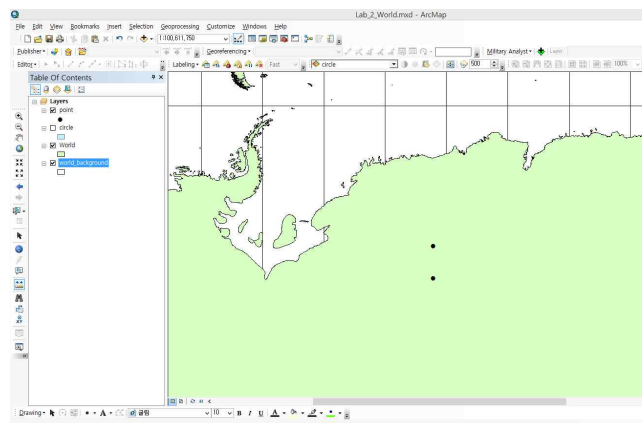 Lab_2_World.mxd - ArcMap
File Edit View Bookmarks Insert Selection Geoprocessing Customize Windows Help
1:100,611,750
Publisher Georeferencing Military Analyst Layer
Editor Labeling Fast circle 500 100%
Table Of Contents
Layers
point
circle
World
world_background
Drawing A 굴림 10 B I U A